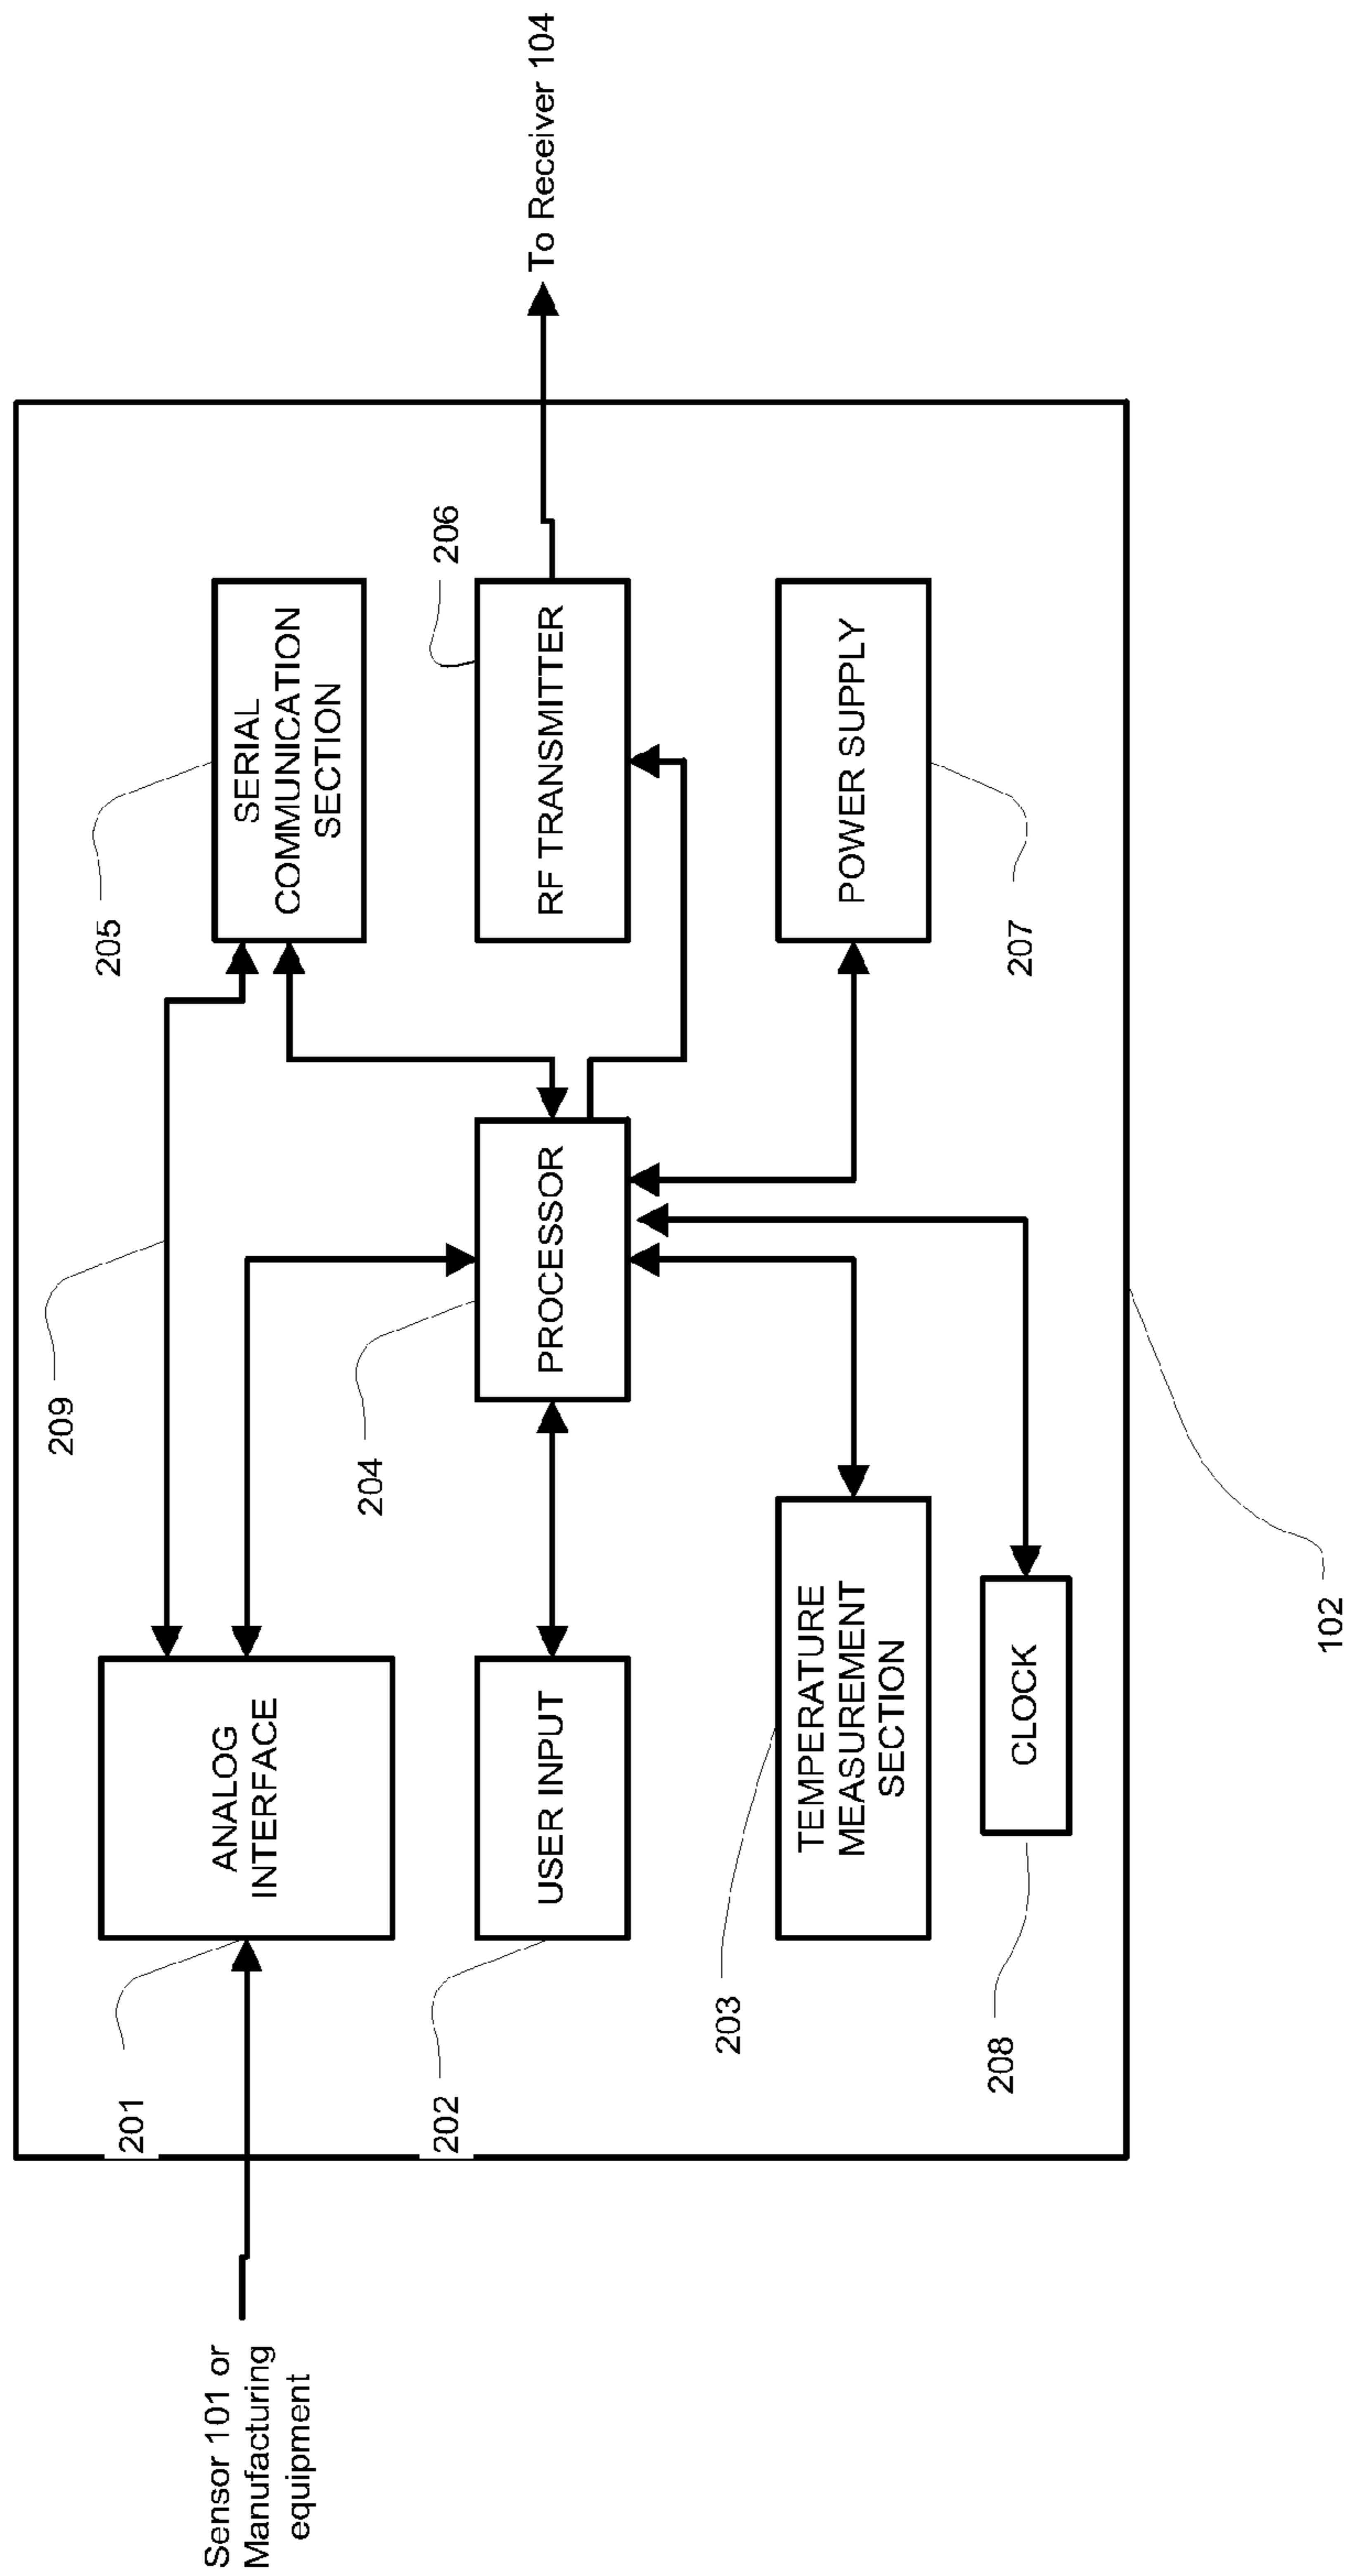 Sensor 101 or
Manufacturing
equipment
201
ANALOG
INTERFACE
209
205
SERIAL
COMMUNICATION
SECTION
202
USER INPUT
204
PROCESSOR
206
RF TRANSMITTER
To Receiver 104
203
TEMPERATURE
MEASUREMENT
SECTION
207
POWER SUPPLY
208
CLOCK
102